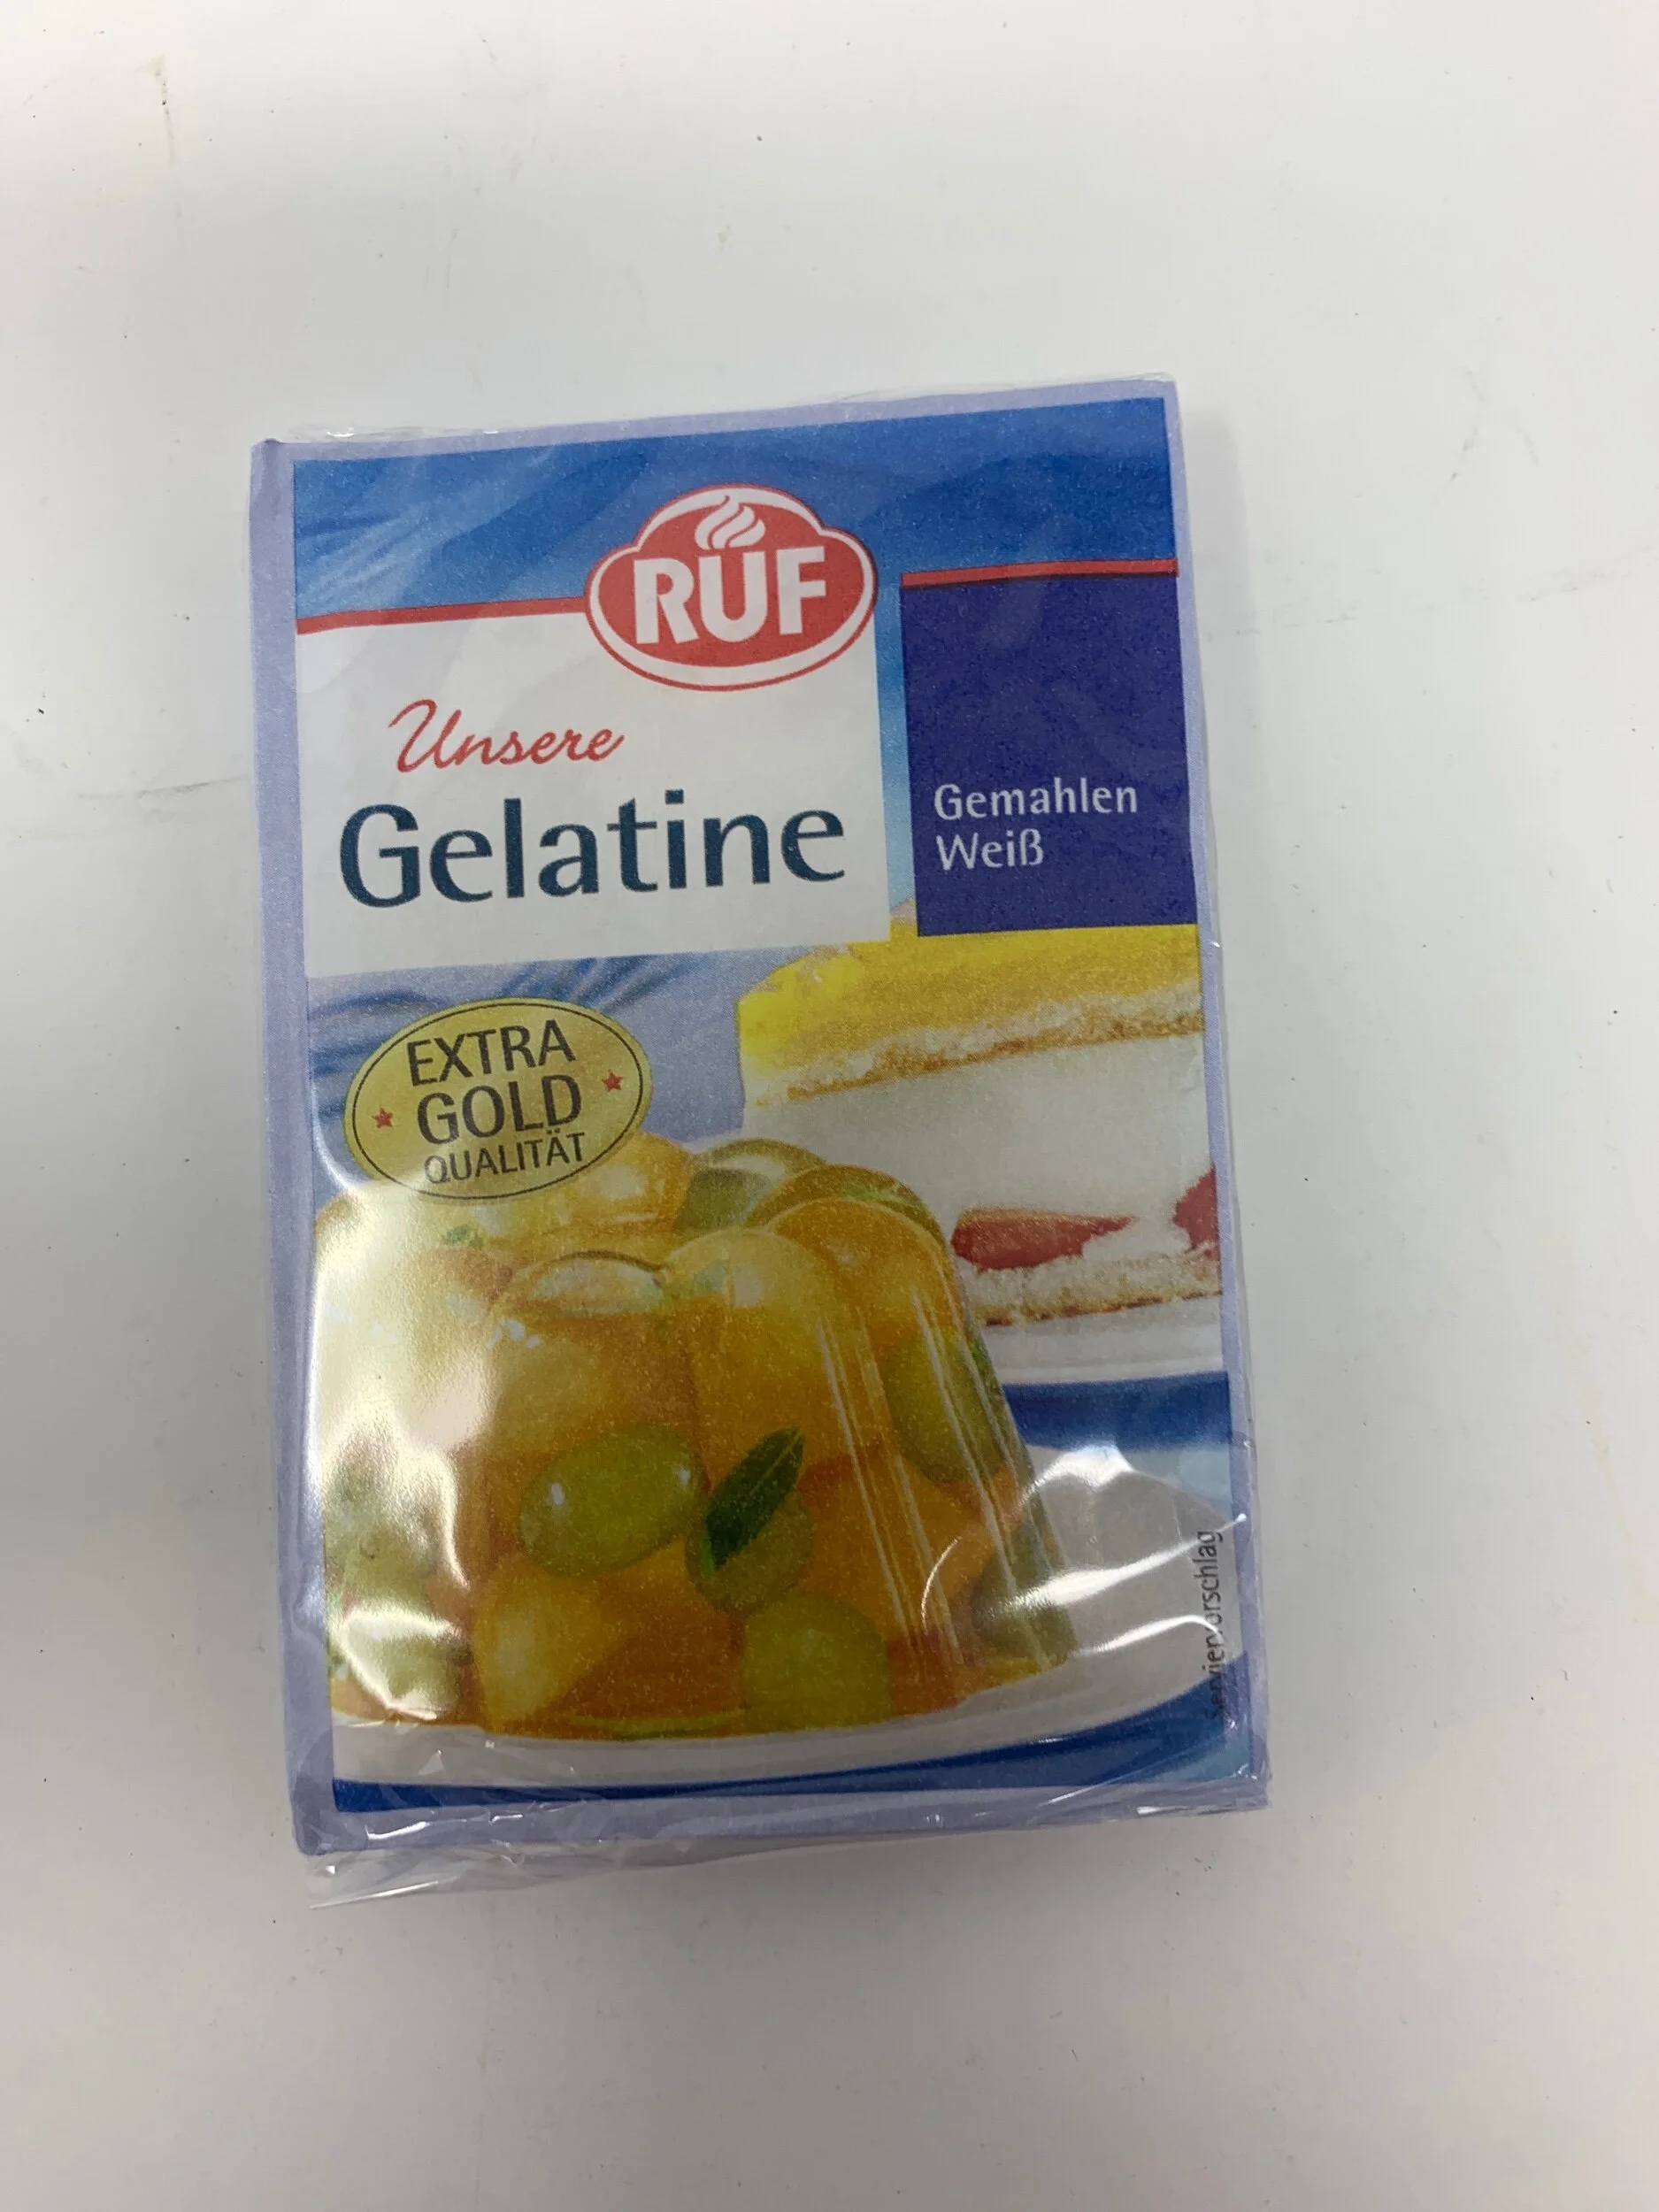 RUF
Unsere
Gelatine
Gemahlen
Weiß
EXTRA
GOLD
QUALITÄT
Serviervorschlag